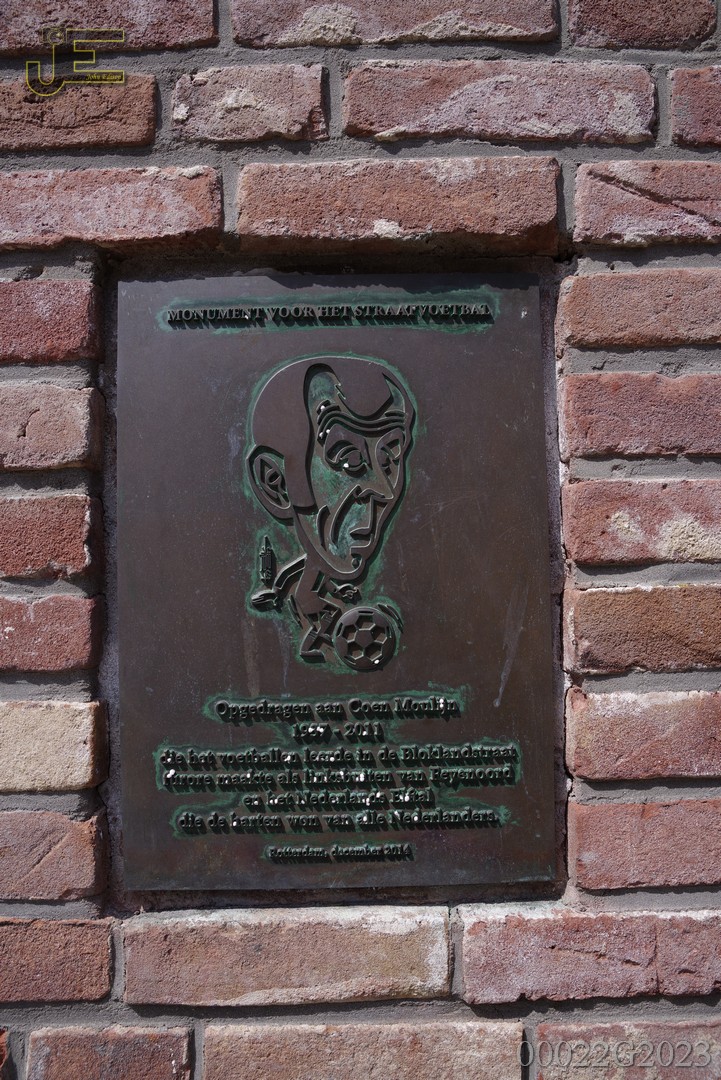 JE
MONUMENT VOOR HET STRAATVOETBAL
Opgedragen aan Coen Moulijn
1937 - 2011
die het voetballen leerde in de Bloklandstraat
furore maakte als linksbuiten van Feyenoord
en het Nederlands Elftal
die de harten won van alle Nederlanders.
Rotterdam, december 2014
00022G2023